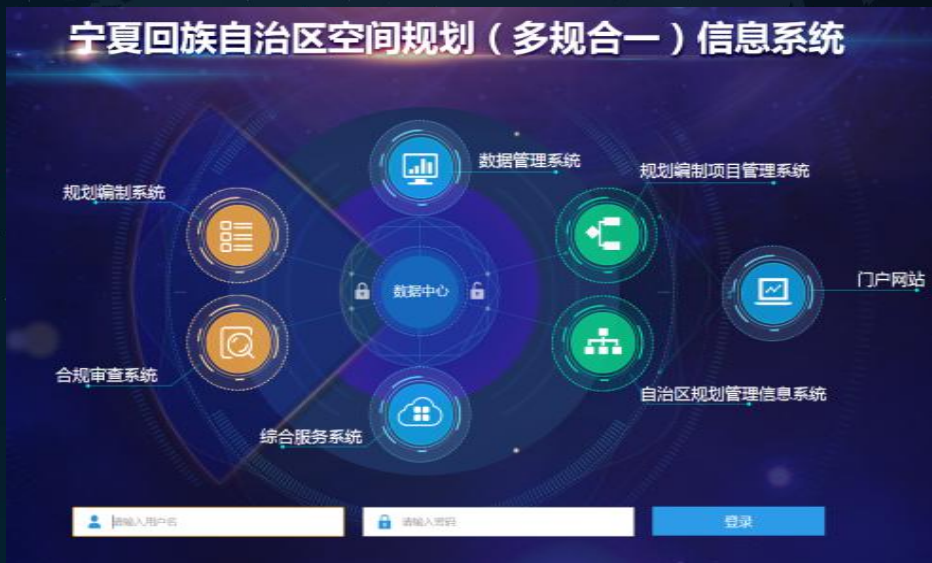 宁夏回族自治区空间规划（多规合一）信息系统
数据管理系统
规划编制项目管理系统
规划编制系统
门户网站
数据中心
合规审查系统
自治区规划管理信息系统
综合服务系统
请输入用户名
请输入密码
登录